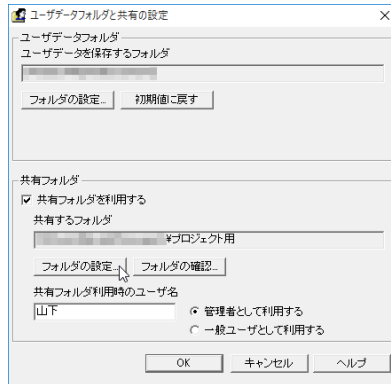 ユーザデータフォルダと共有の設定
ユーザデータフォルダ
ユーザデータを保存するフォルダ
フォルダの設定...
初期値に戻す
共有フォルダ
共有フォルダを利用する
共有するフォルダ
¥プロジェクト用
フォルダの設定...
フォルダの確認...
共有フォルダ利用時のユーザ名
山下
管理者として利用する
一般ユーザとして利用する
OK
キャンセル
ヘルプ